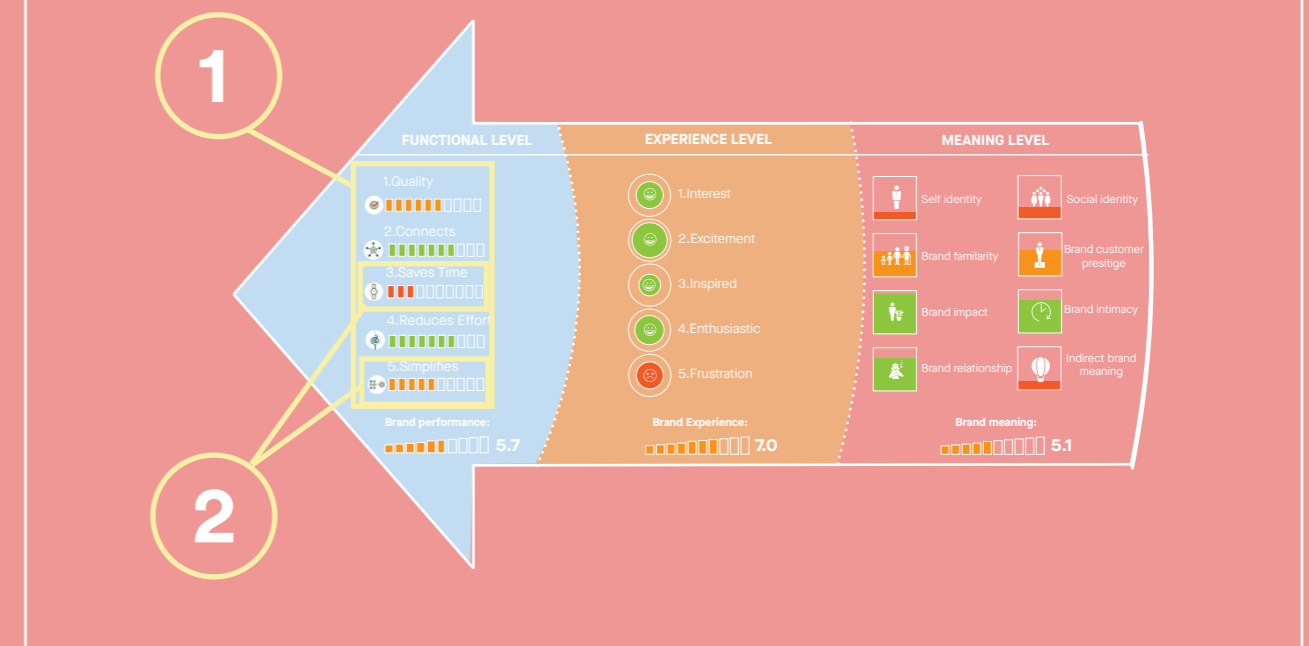 1
FUNCTIONAL LEVEL
EXPERIENCE LEVEL
MEANING LEVEL
1.Quality
2.Connects
3.Saves Time
4.Reduces Effort
5.Simplifies
Brand performance:
5.7
1.Interest
2.Excitement
3.Inspired
4.Enthusiastic
5.Frustration
Brand Experience:
7.0
Self identity
Social identity
Brand familarity
Brand customer
presitige
Brand impact
Brand intimacy
Brand relationship
Indirect brand
meaning
Brand meaning:
5.1
2